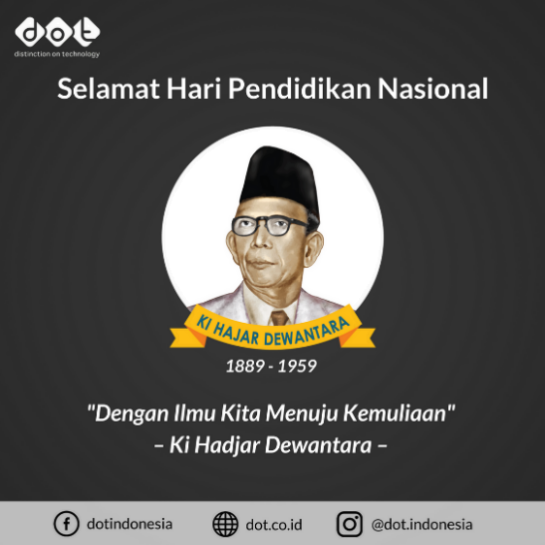 dot
distinction on technology
Selamat Hari Pendidikan Nasional
KI HAJAR DEWANTARA
1889 - 1959
"Dengan Ilmu Kita Menuju Kemuliaan"
– Ki Hadjar Dewantara –
dotindonesia
dot.co.id
@dot.indonesia